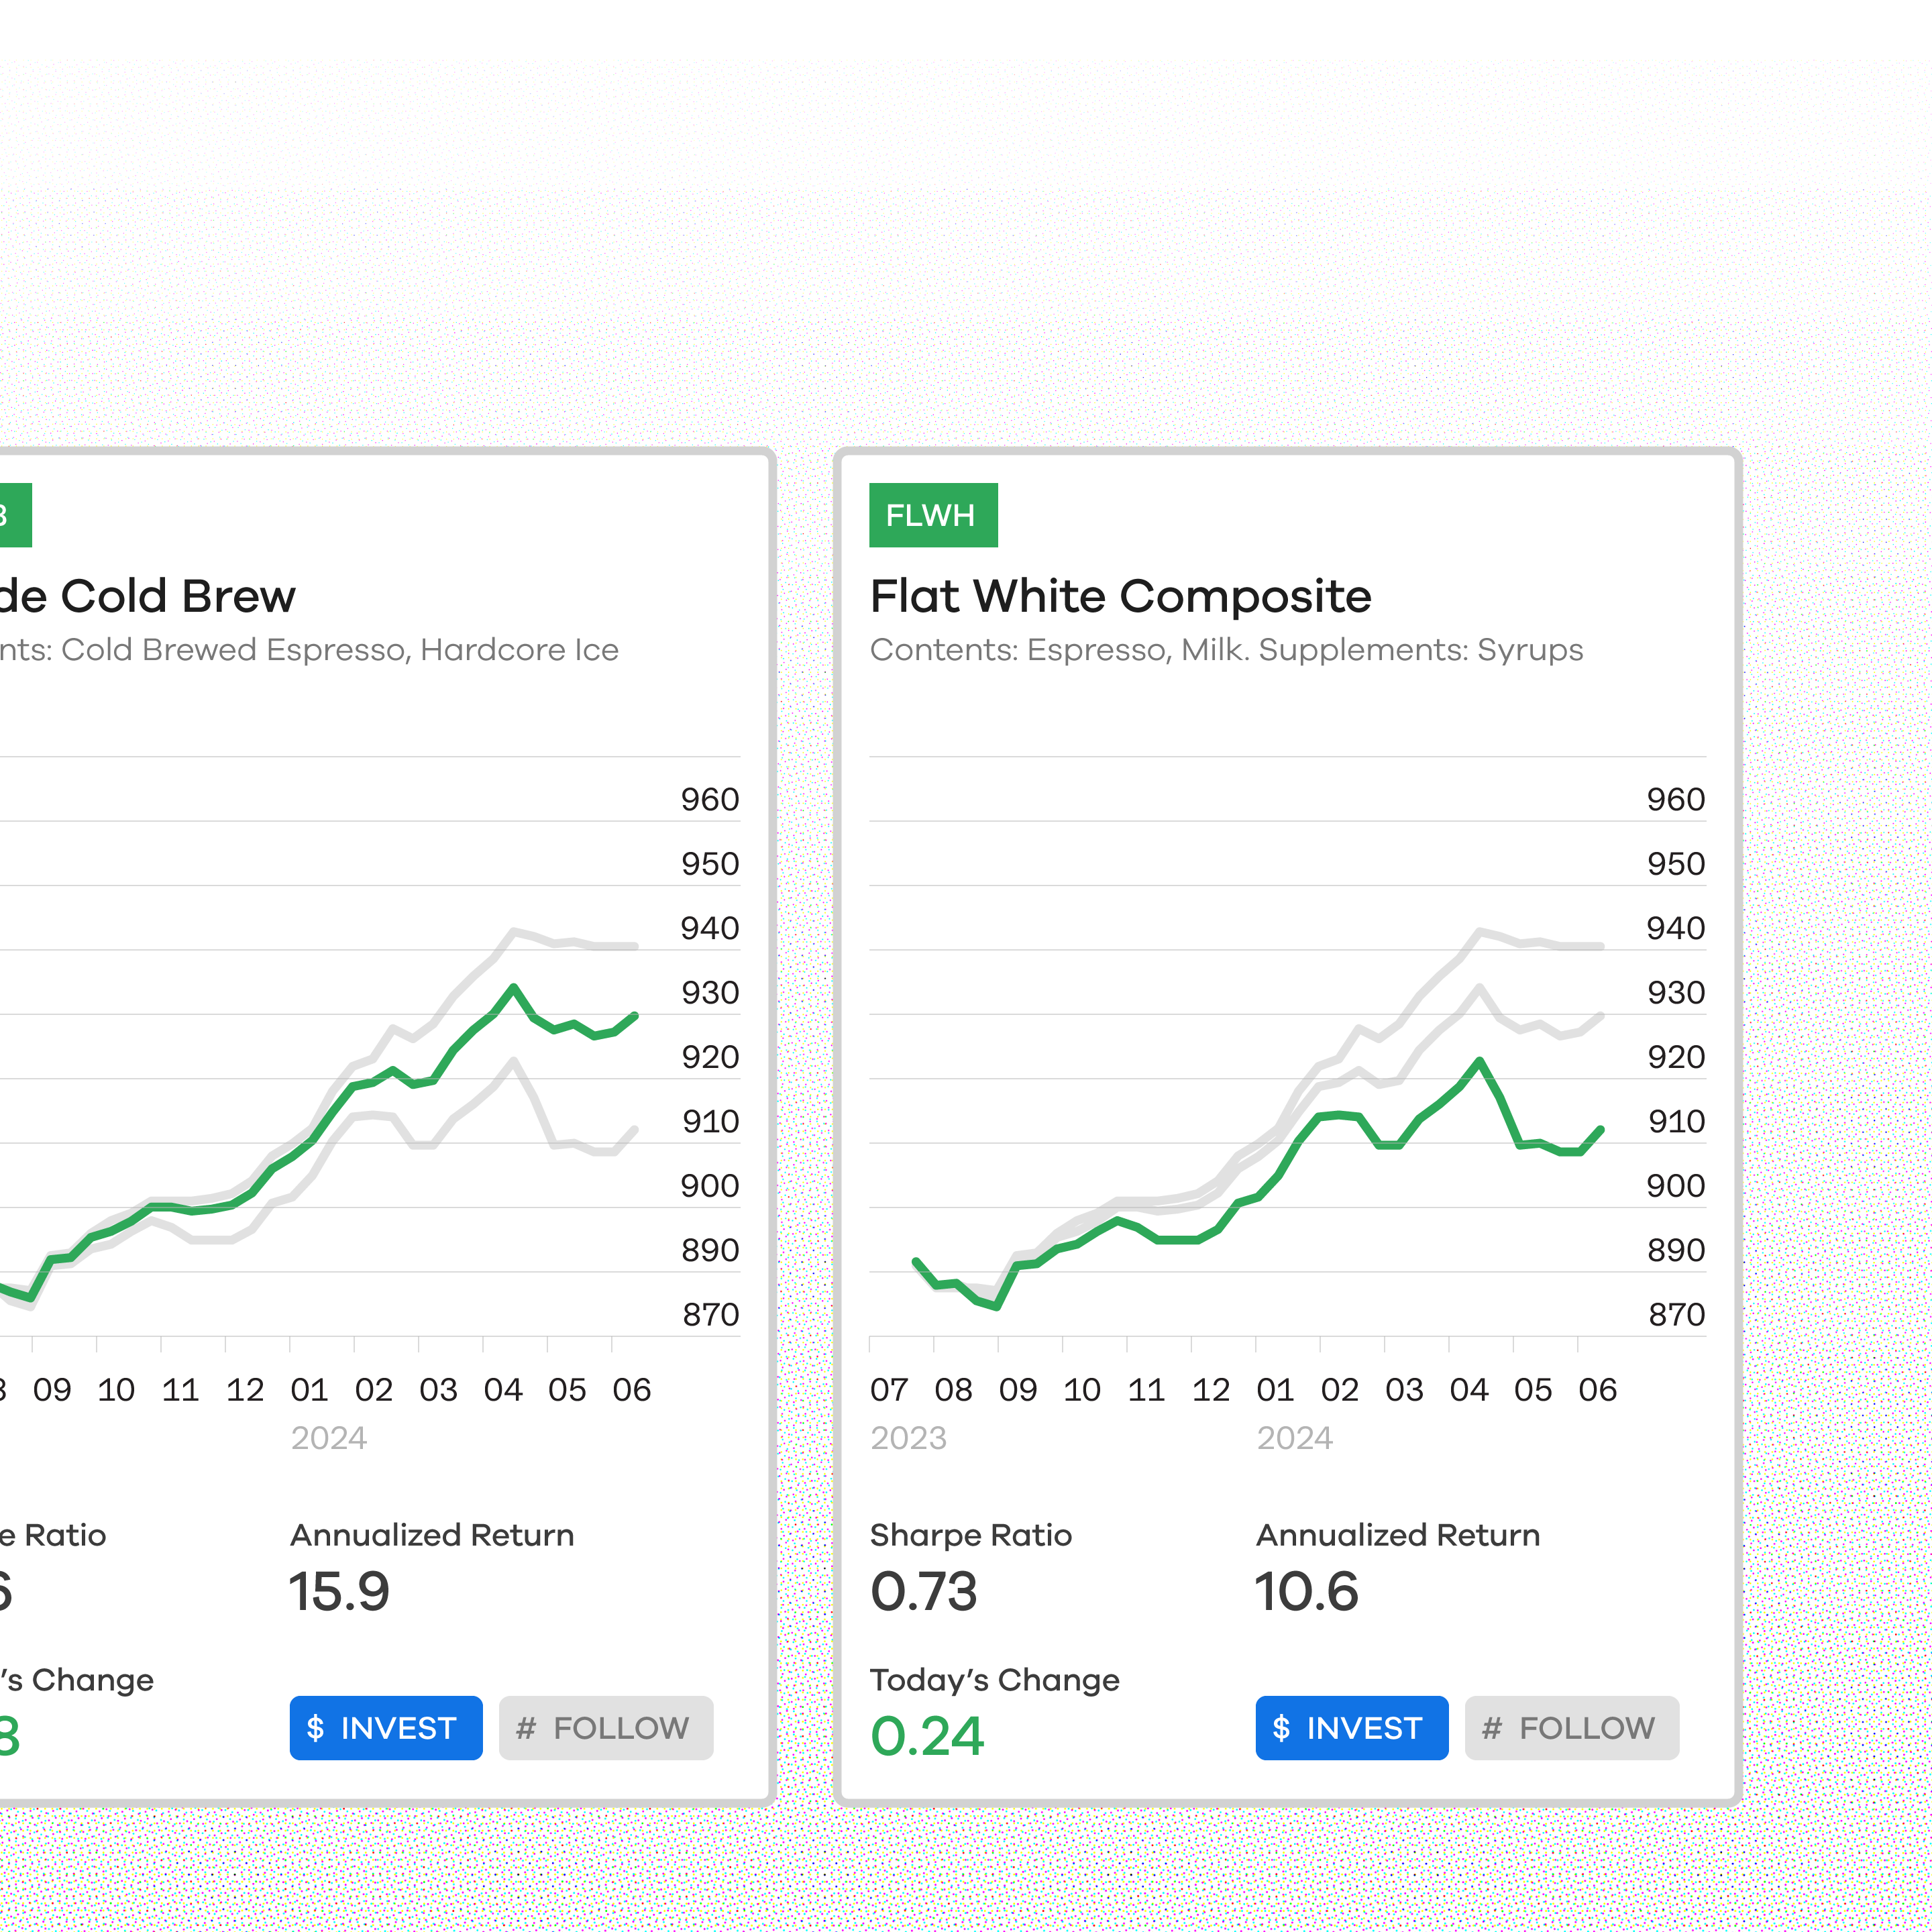 de Cold Brew
nts: Cold Brewed Espresso, Hardcore Ice
960
950
940
930
920
910
900
890
870
09 10 11 12 01 02 03 04 05 06
2024
e Ratio
Annualized Return
15.9
's Change
$ INVEST
# FOLLOW
FLWH
Flat White Composite
Contents: Espresso, Milk. Supplements: Syrups
960
950
940
930
920
910
900
890
870
07 08 09 10 11 12 01 02 03 04 05 06
2023 2024
Sharpe Ratio
0.73
Annualized Return
10.6
Today’s Change
0.24
$ INVEST
# FOLLOW